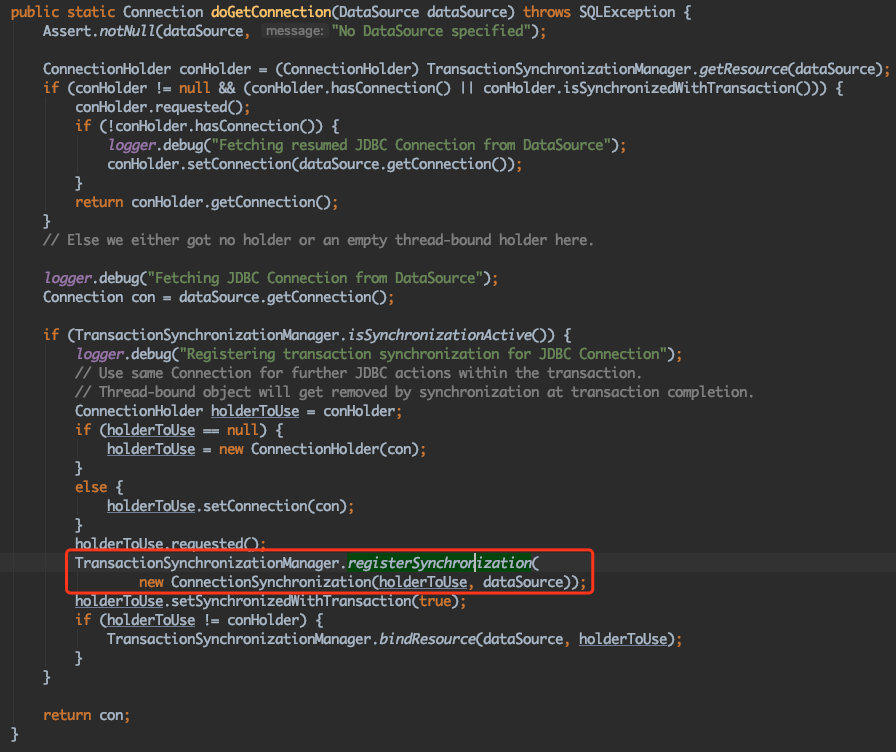 public static Connection doGetConnection(DataSource dataSource) throws SQLException {
    Assert.notNull(dataSource, message: "No DataSource specified");

    ConnectionHolder conHolder = (ConnectionHolder) TransactionSynchronizationManager.getResource(dataSource);
    if (conHolder != null && (conHolder.hasConnection() || conHolder.isSynchronizedWithTransaction())) {
        conHolder.requested();
        if (!conHolder.hasConnection()) {
            logger.debug("Fetching resumed JDBC Connection from DataSource");
            conHolder.setConnection(dataSource.getConnection());
        }
        return conHolder.getConnection();
    }
    // Else we either got no holder or an empty thread-bound holder here.

    logger.debug("Fetching JDBC Connection from DataSource");
    Connection con = dataSource.getConnection();

    if (TransactionSynchronizationManager.isSynchronizationActive()) {
        logger.debug("Registering transaction synchronization for JDBC Connection");
        // Use same Connection for further JDBC actions within the transaction.
        // Thread-bound object will get removed by synchronization at transaction completion.
        ConnectionHolder holderToUse = conHolder;
        if (holderToUse == null) {
            holderToUse = new ConnectionHolder(con);
        }
        else {
            holderToUse.setConnection(con);
        }
        holderToUse.requested();
        TransactionSynchronizationManager.registerSynchronization(
                new ConnectionSynchronization(holderToUse, dataSource));
        holderToUse.setSynchronizedWithTransaction(true);
        if (holderToUse != conHolder) {
            TransactionSynchronizationManager.bindResource(dataSource, holderToUse);
        }
    }

    return con;
}